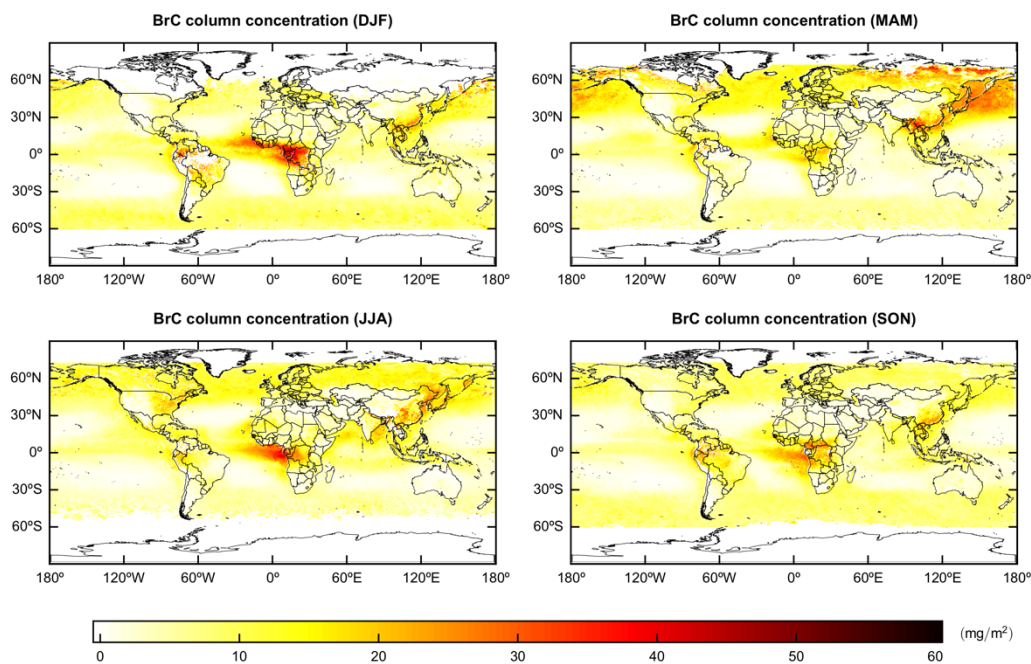 BrC column concentration (DJF) BrC column concentration (MAM)
60ºN 60ºN
30ºN 30ºN
0º 0º
30ºS 30ºS
60ºS 60ºS
180º 120ºW 60ºW 0º 60ºE 120ºE 180º 180º 120ºW 60ºW 0º 60ºE 120ºE 180º
BrC column concentration (JJA) BrC column concentration (SON)
60ºN 60ºN
30ºN 30ºN
0º 0º
30ºS 30ºS
60ºS 60ºS
180º 120ºW 60ºW 0º 60ºE 120ºE 180º 180º 120ºW 60ºW 0º 60ºE 120ºE 180º
(mg/m²)
0 10 20 30 40 50 60